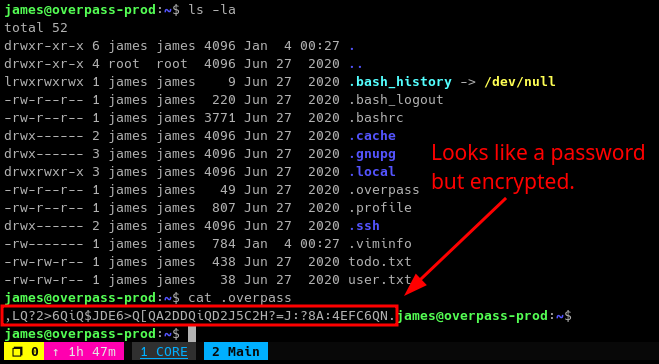 james@overpass-prod:~$ ls -la
total 52
drwxr-xr-x 6 james james 4096 Jan  4 00:27 .
drwxr-xr-x 4 root  root  4096 Jun 27  2020 ..
lrwxrwxrwx 1 james james    9 Jun 27  2020 .bash_history -> /dev/null
-rw-r--r-- 1 james james  220 Jun 27  2020 .bash_logout
-rw-r--r-- 1 james james 3771 Jun 27  2020 .bashrc
drwx------ 2 james james 4096 Jun 27  2020 .cache
drwx------ 3 james james 4096 Jun 27  2020 .gnupg
drwxrwxr-x 3 james james 4096 Jun 27  2020 .local
-rw-r--r-- 1 james james   49 Jun 27  2020 .overpass
-rw-r--r-- 1 james james  807 Jun 27  2020 .profile
drwx------ 2 james james 4096 Jun 27  2020 .ssh
-rw------- 1 james james  784 Jan  4 00:27 .viminfo
-rw-rw-r-- 1 james james  438 Jun 27  2020 todo.txt
-rw-rw-r-- 1 james james   38 Jun 27  2020 user.txt
Looks like a password
but encrypted.
james@overpass-prod:~$ cat .overpass
,LQ?2>6QiQ$JDE6>Q[QA2DDQiQD2J5C2H?=J:?8A:4EFC6QN.james@overpass-prod:~$
james@overpass-prod:~$
0 ↑ 1h 47m 1 CORE 2 Main